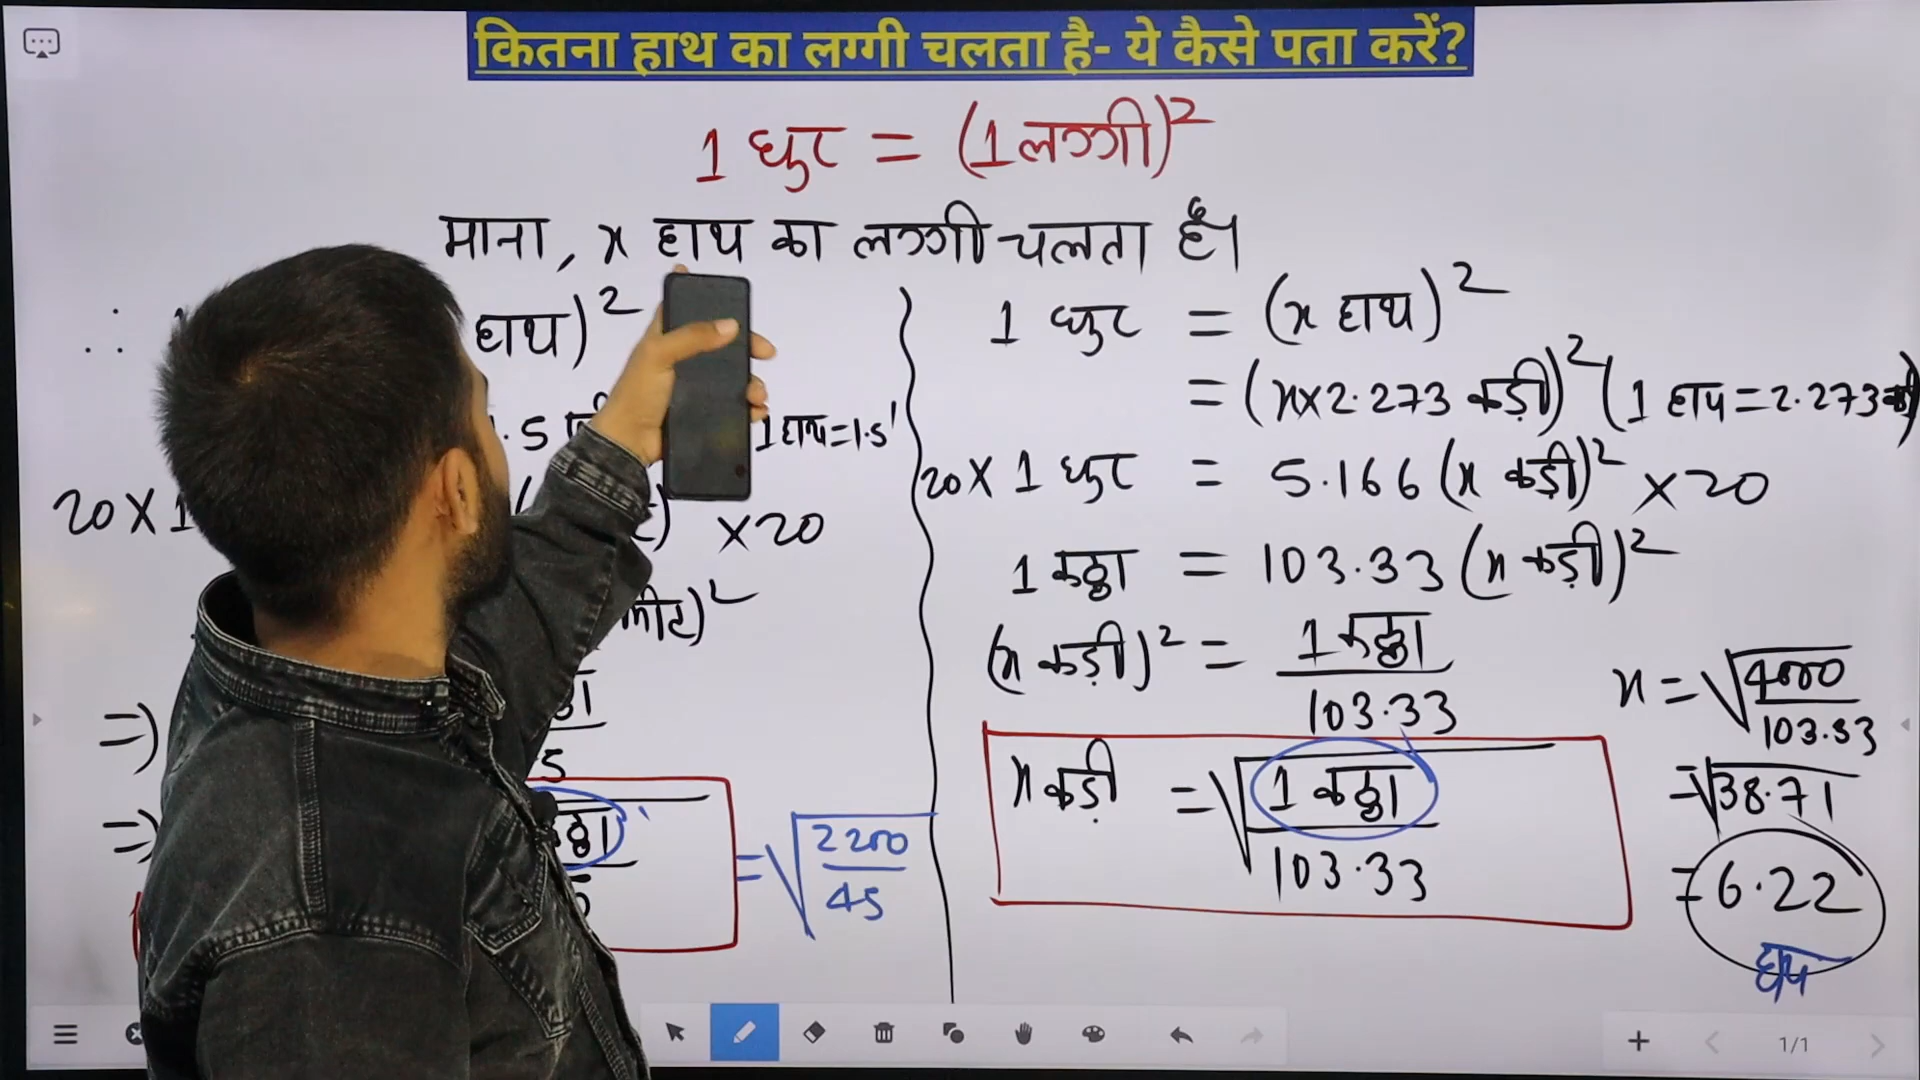 कितना हाथ का लग्गी चलता है- ये कैसे पता करें?
1 धुर = (1 लग्गी)²
माना, x हाथ का लग्गी चलता है।
∴
हाथ)²
1 हाथ=1.5'
20 X 1
X 20
मीट)²
=)
=)
= √2200/45
1 धुर = (x हाथ)²
= (x×2.273 कड़ी)² (1 हाथ = 2.273
20 X 1 धुर = 5.166 (x कड़ी)² X 20
1 कट्ठा = 103.33 (x कड़ी)²
(x कड़ी)² = 1 कट्ठा / 103.33
x कड़ी = √1 कट्ठा / 103.33
x = √4000 / 103.33
= √38.71
= 6.22
हाथ
1/1